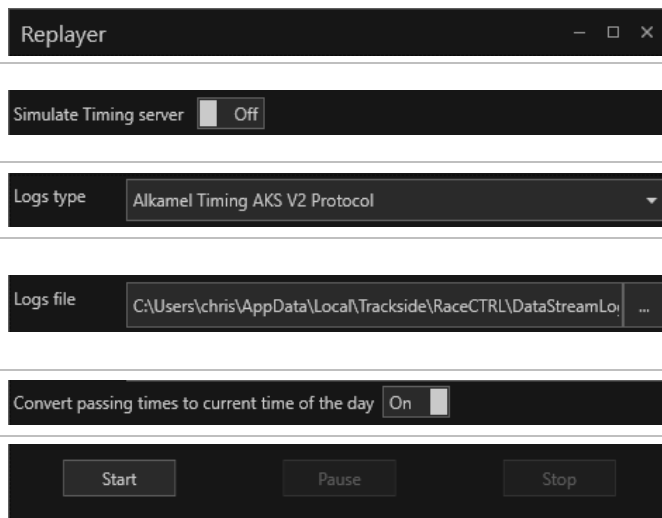 Replayer
Simulate Timing server Off
Logs type Alkamel Timing AKS V2 Protocol
Logs file C:\Users\chris\AppData\Local\Trackside\RaceCTRL\DataStreamLo ...
Convert passing times to current time of the day On
Start Pause Stop